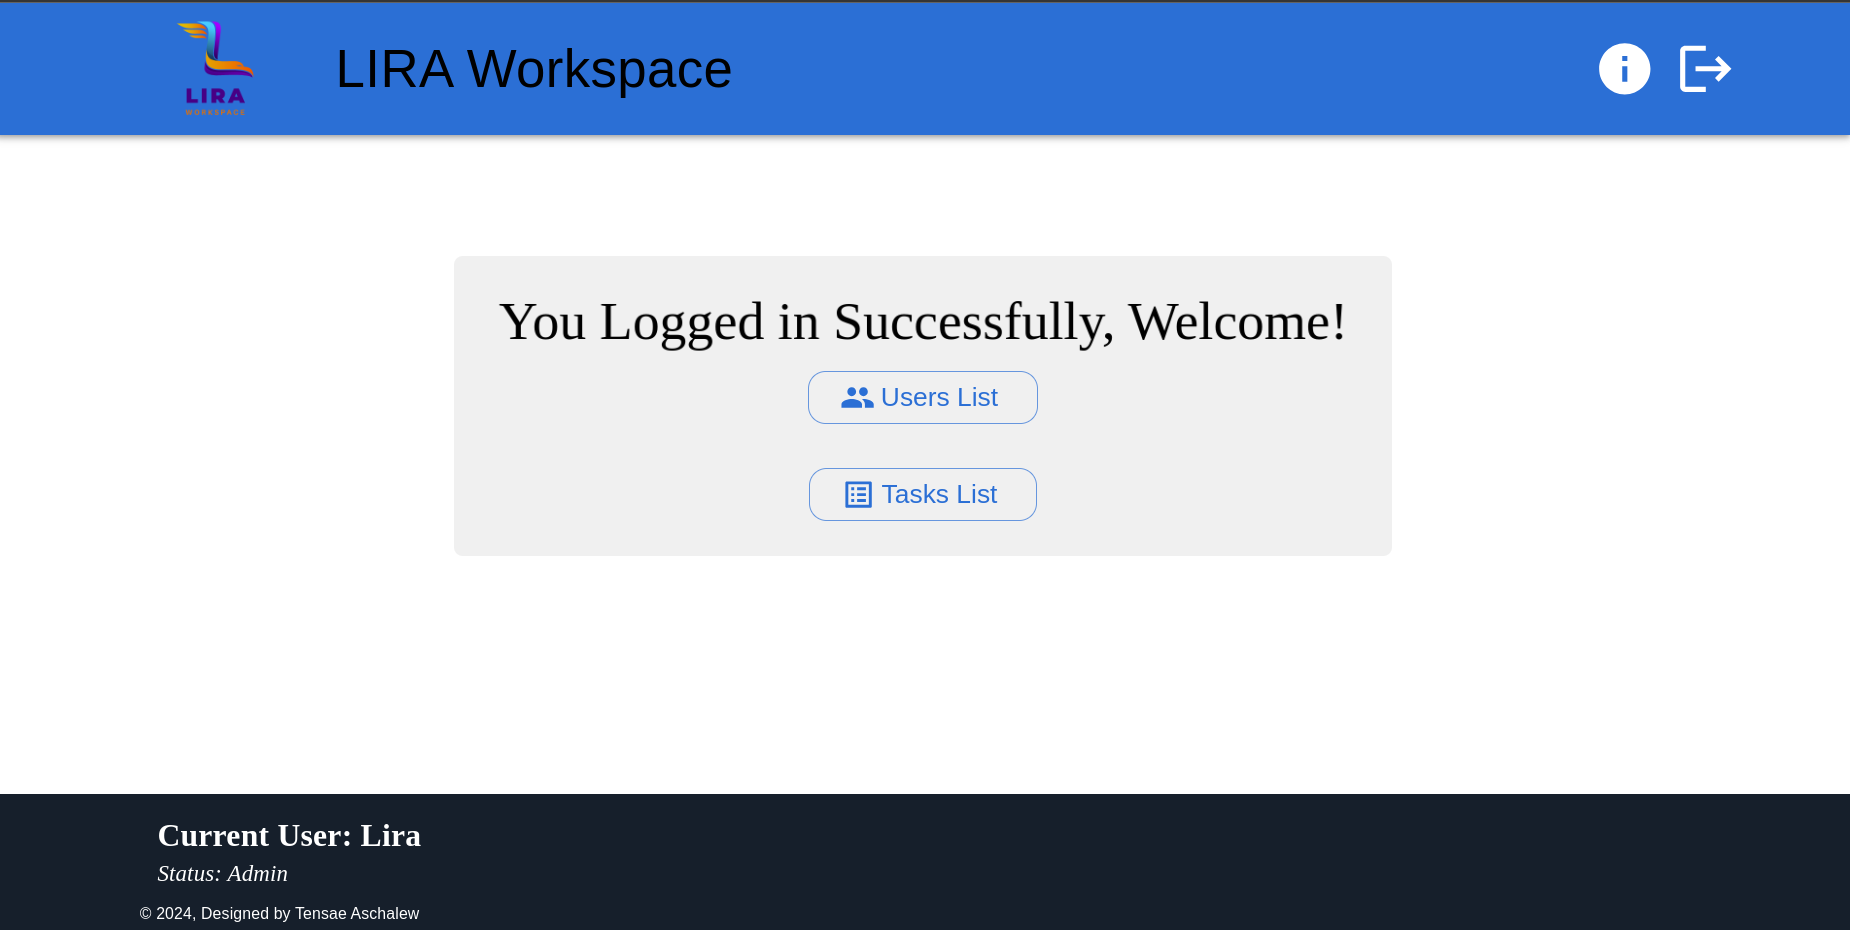 LIRA
WORKSPACE
LIRA Workspace
You Logged in Successfully, Welcome!
Users List
Tasks List
Current User: Lira
Status: Admin
© 2024, Designed by Tensae Aschalew